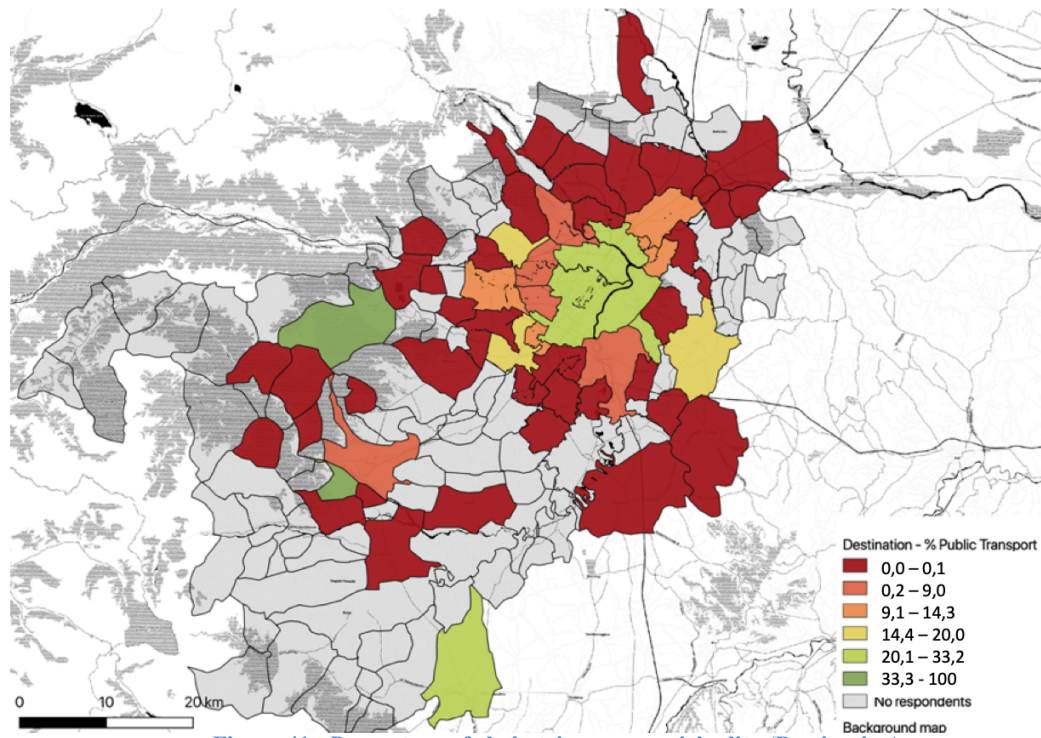 Destination - % Public Transport
0,0 – 0,1
0,2 – 9,0
9,1 – 14,3
14,4 – 20,0
20,1 – 33,2
33,3 - 100
No respondents
Background map
0 10 20 km